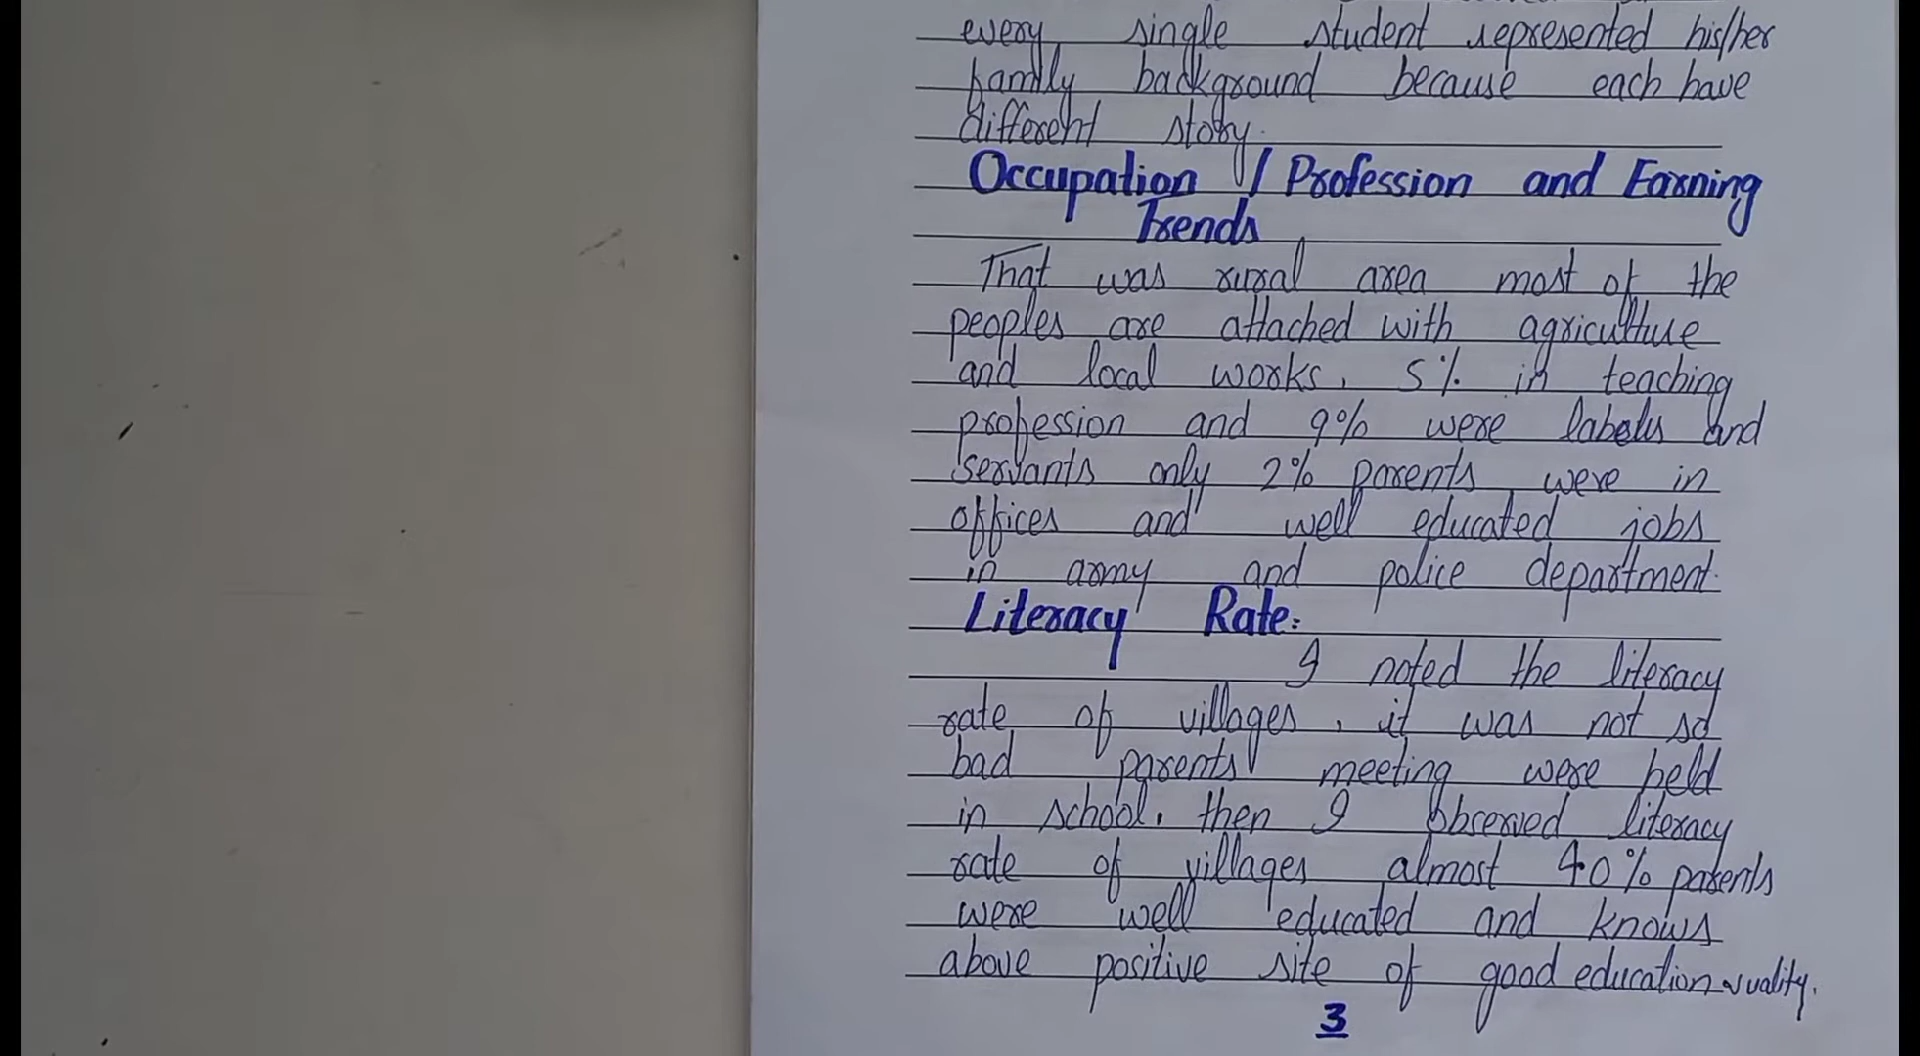 every single student represented his/her
family background because each have
different story.
Occupation / Profession and Earning
Trends
That was rural area most of the
peoples are attached with agriculture
and local works, 5% in teaching
profession and 9% were labelu and
servants only 2% parents were in
offices and well educated jobs
in army and police department.
Literacy Rate:
I noted the literacy
rate of villages, it was not so
bad parents meeting were held
in school, then I observed literacy
rate of villages almost 40% parents
were well educated and knows
above positive site of good education quality.
3